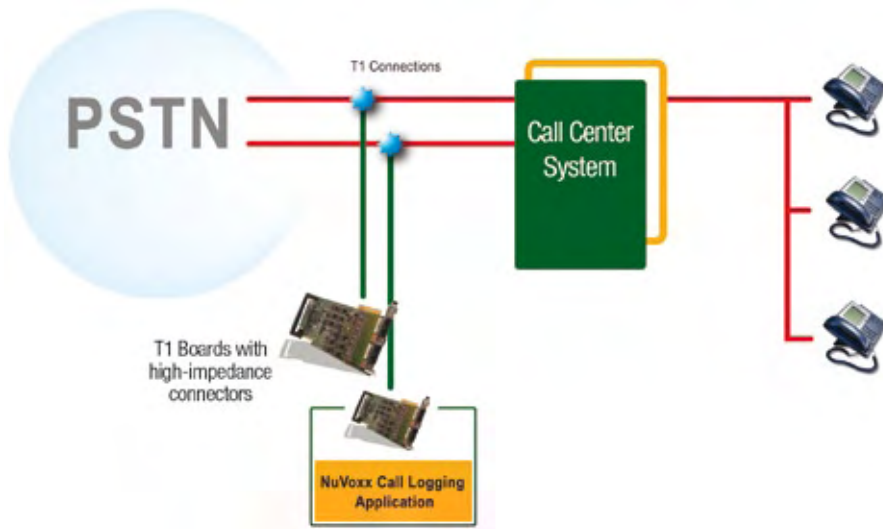 T1 Connections
PSTN
Call Center
System
T1 Boards with
high-impedance
connectors
NuVoxx Call Logging
Application